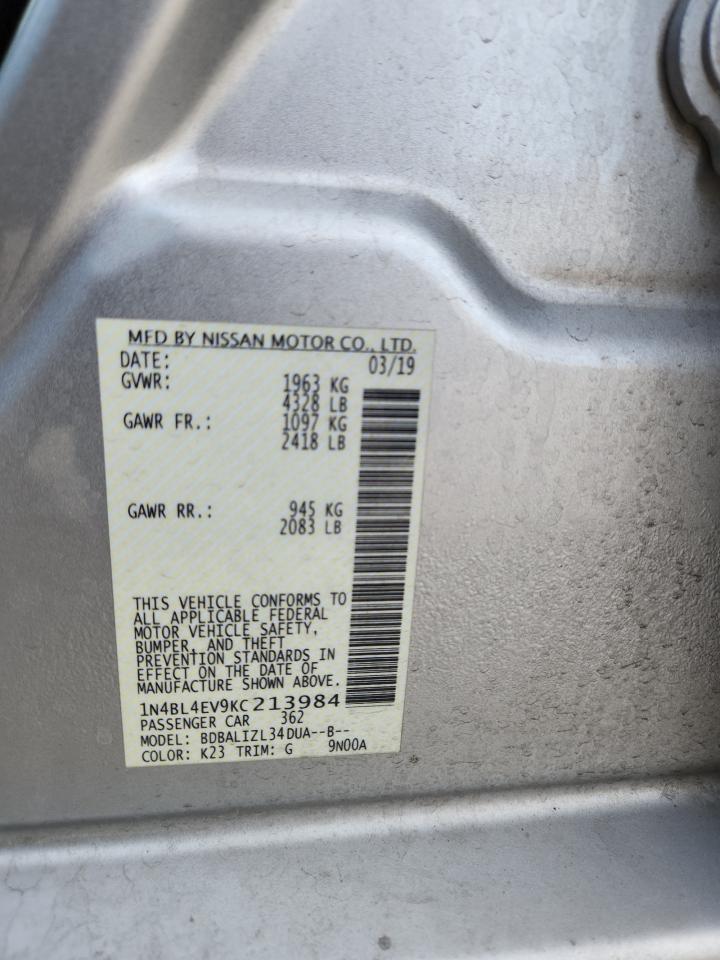 MFD BY NISSAN MOTOR CO., LTD.
DATE: 03/19
GVWR: 1963 KG
4328 LB
GAWR FR.: 1097 KG
2418 LB
GAWR RR.: 945 KG
2083 LB
THIS VEHICLE CONFORMS TO
ALL APPLICABLE FEDERAL
MOTOR VEHICLE SAFETY,
BUMPER, AND THEFT
PREVENTION STANDARDS IN
EFFECT ON THE DATE OF
MANUFACTURE SHOWN ABOVE.
1N4BL4EV9KC213984
PASSENGER CAR 362
MODEL: BDBALIZL34DUA--B--
COLOR: K23 TRIM: G 9N00A